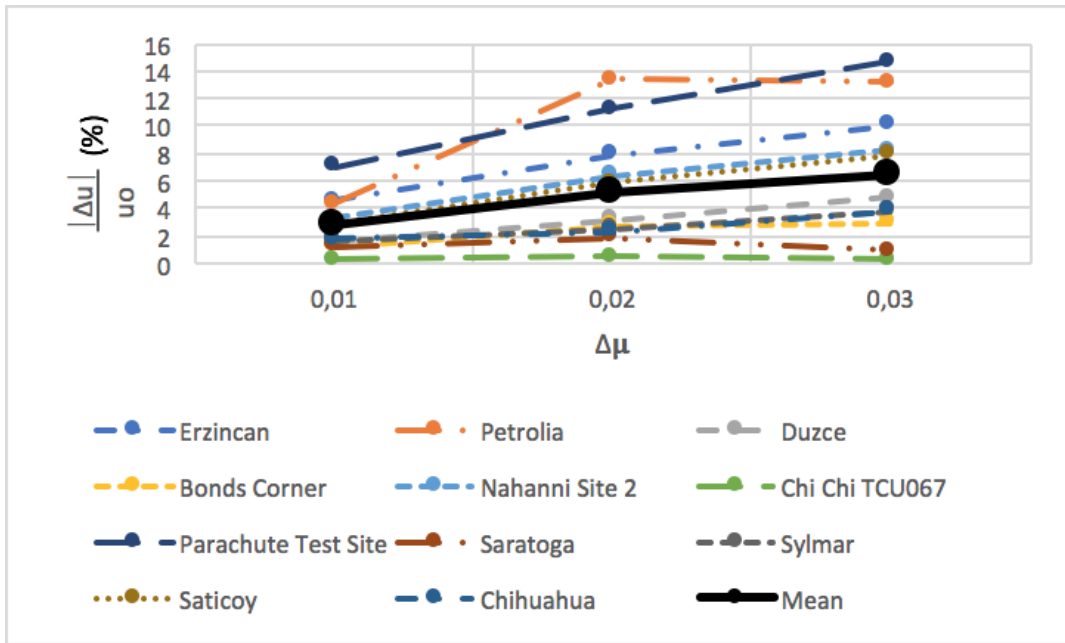 16
14
12
10
8
6
4
2
0
|Δu| (%)
uo
0,01 0,02 0,03
Δμ
Erzincan Petrolia Duzce
Bonds Corner Nahanni Site 2 Chi Chi TCU067
Parachute Test Site Saratoga Sylmar
Saticoy Chihuahua Mean